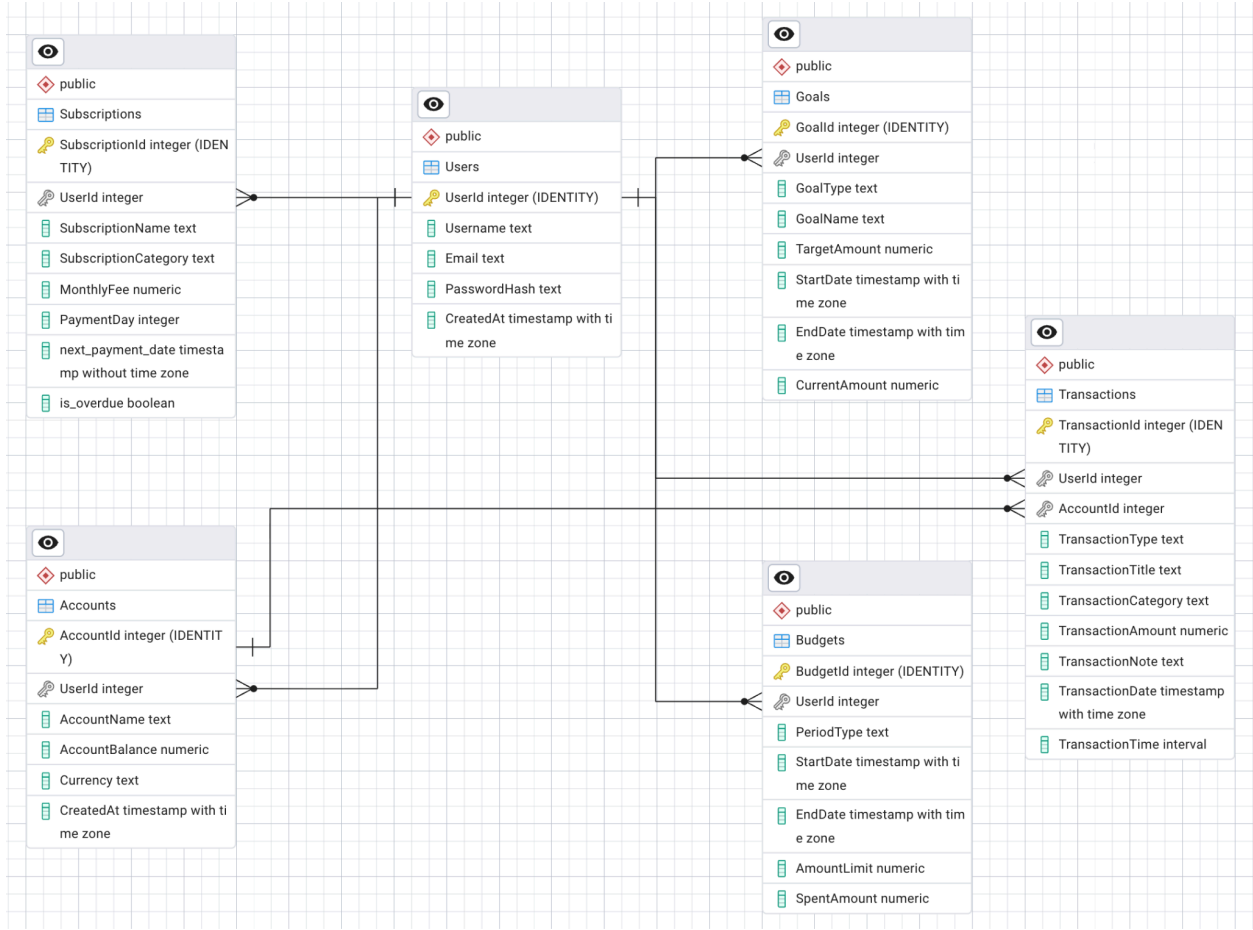 public
Subscriptions
SubscriptionId integer (IDEN
TITY)
UserId integer
SubscriptionName text
SubscriptionCategory text
MonthlyFee numeric
PaymentDay integer
next_payment_date timesta
mp without time zone
is_overdue boolean
public
Users
UserId integer (IDENTITY)
Username text
Email text
PasswordHash text
CreatedAt timestamp with ti
me zone
public
Goals
GoalId integer (IDENTITY)
UserId integer
GoalType text
GoalName text
TargetAmount numeric
StartDate timestamp with ti
me zone
EndDate timestamp with tim
e zone
CurrentAmount numeric
public
Transactions
TransactionId integer (IDEN
TITY)
UserId integer
AccountId integer
TransactionType text
TransactionTitle text
TransactionCategory text
TransactionAmount numeric
TransactionNote text
TransactionDate timestamp
with time zone
TransactionTime interval
public
Accounts
AccountId integer (IDENTIT
Y)
UserId integer
AccountName text
AccountBalance numeric
Currency text
CreatedAt timestamp with ti
me zone
public
Budgets
BudgetId integer (IDENTITY)
UserId integer
PeriodType text
StartDate timestamp with ti
me zone
EndDate timestamp with tim
e zone
AmountLimit numeric
SpentAmount numeric